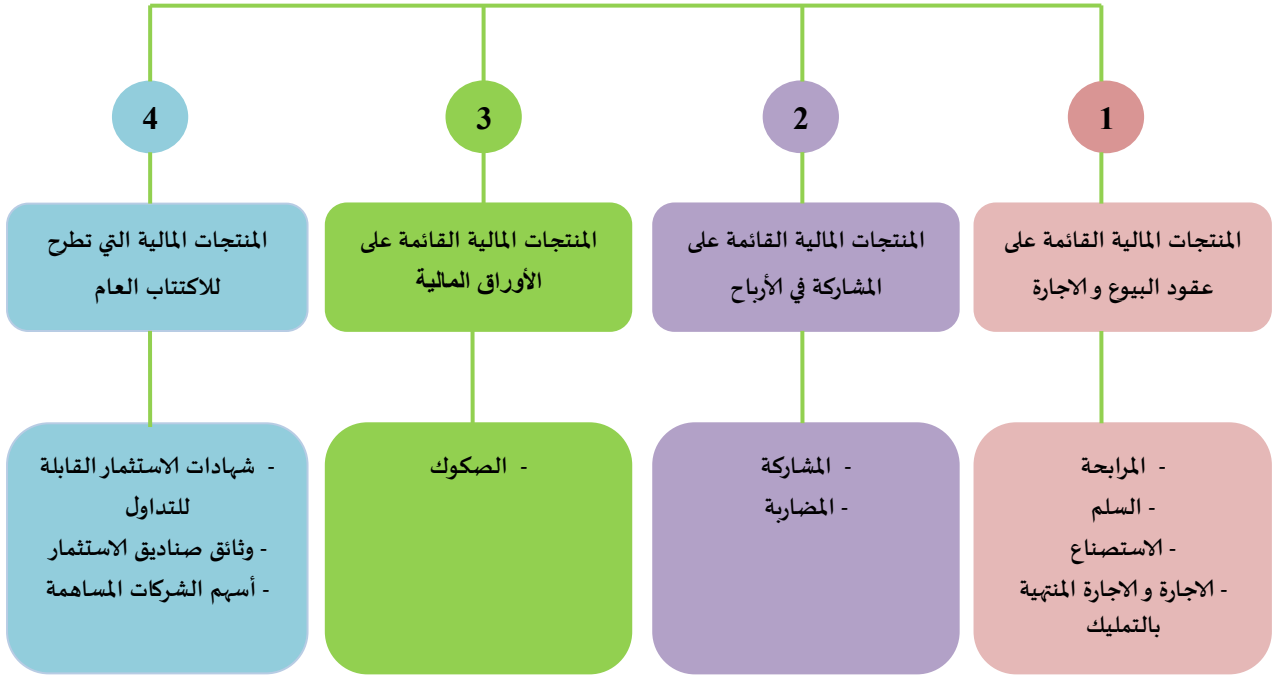 1
المنتجات المالية القائمة على
عقود البيوع و الاجارة
- المرابحة
- السلم
- الاستصناع
- الاجارة و الاجارة المنتهية
بالتمليك
2
المنتجات المالية القائمة على
المشاركة في الأرباح
- المشاركة
- المضاربة
3
المنتجات المالية القائمة على
الأوراق المالية
- الصكوك
4
المنتجات المالية التي تطرح
للاكتتاب العام
- شهادات الاستثمار القابلة
للتداول
- وثائق صناديق الاستثمار
- أسهم الشركات المساهمة